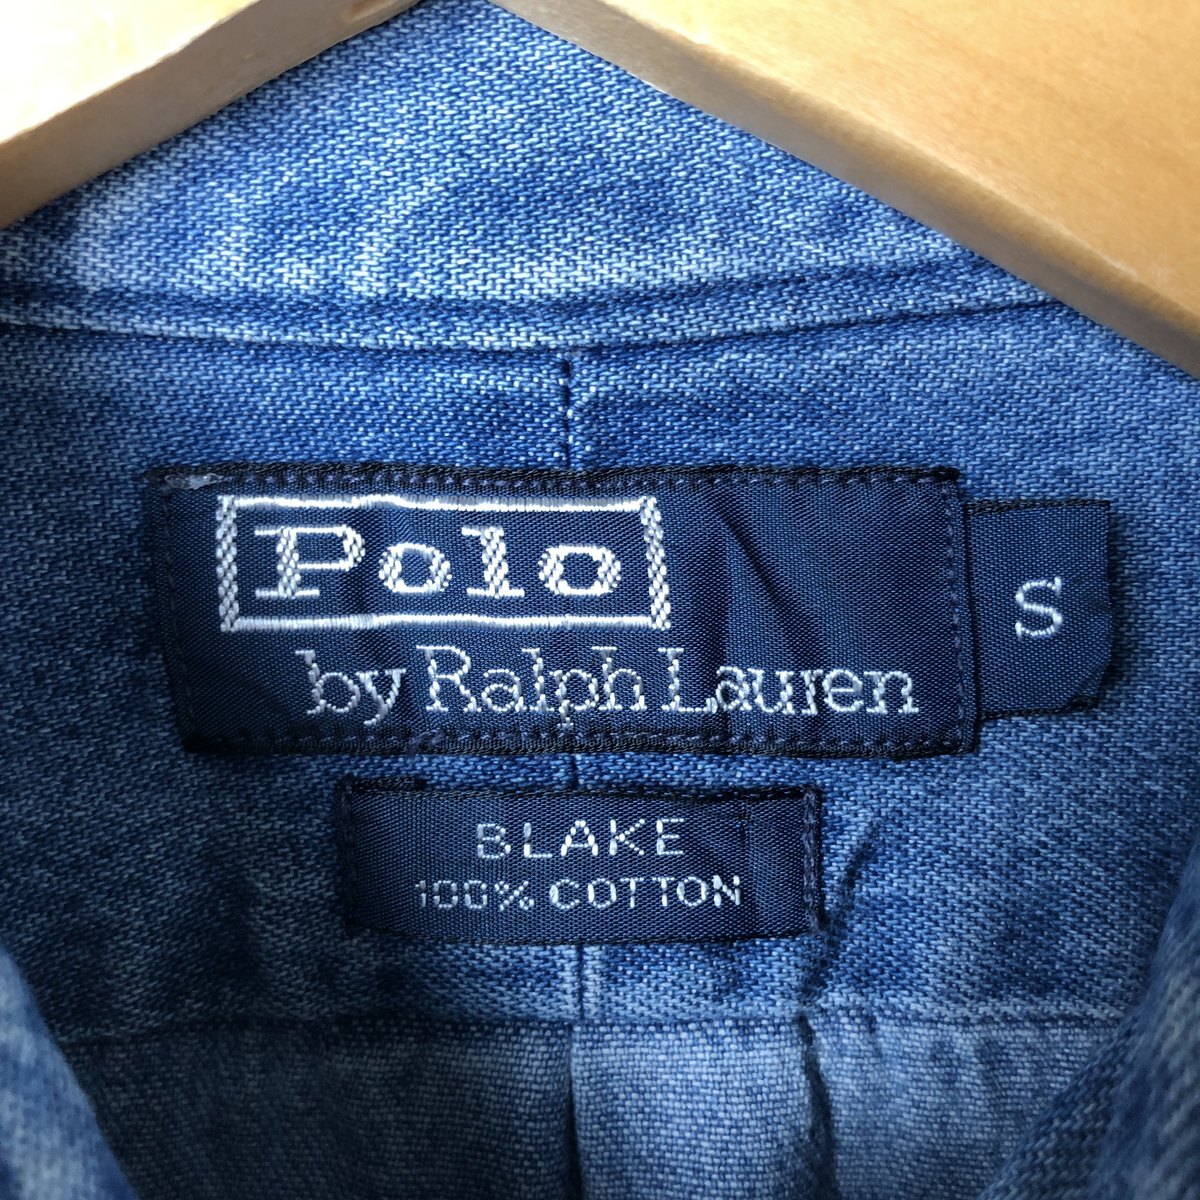 Polo
by Ralph Lauren
S
BLAKE
100% COTTON